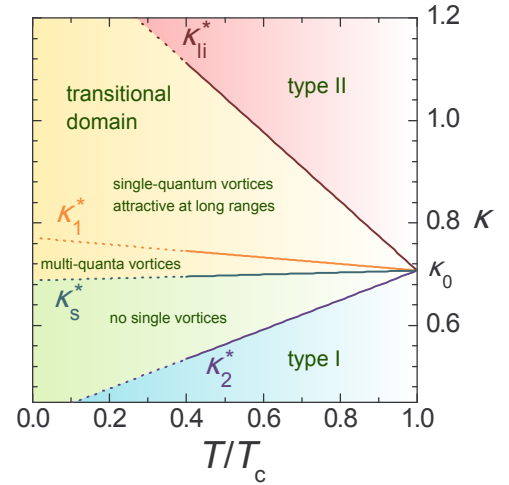 1.2
κ*li
type II
transitional
domain
1.0
single-quantum vortices
attractive at long ranges
κ*1
0.8
κ
multi-quanta vortices
κ0
κ*s
no single vortices
0.6
type I
κ*2
0.0
0.2
0.4
0.6
0.8
1.0
T/Tc